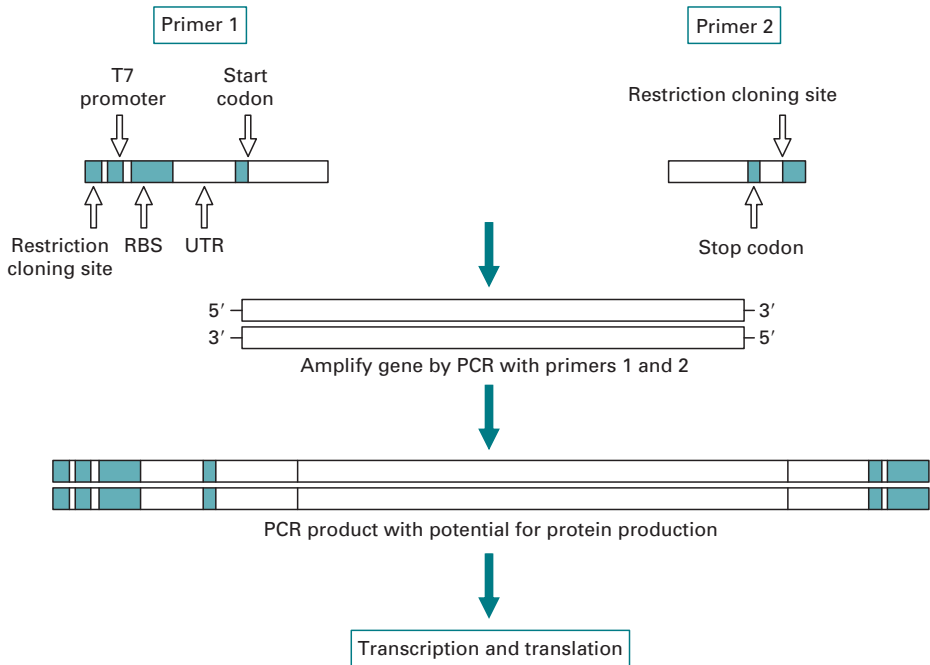 Primer 1
Primer 2
T7
promoter
Start
codon
Restriction cloning site
Restriction
cloning site
RBS
UTR
Stop codon
5′
3′
3′
5′
Amplify gene by PCR with primers 1 and 2
PCR product with potential for protein production
Transcription and translation